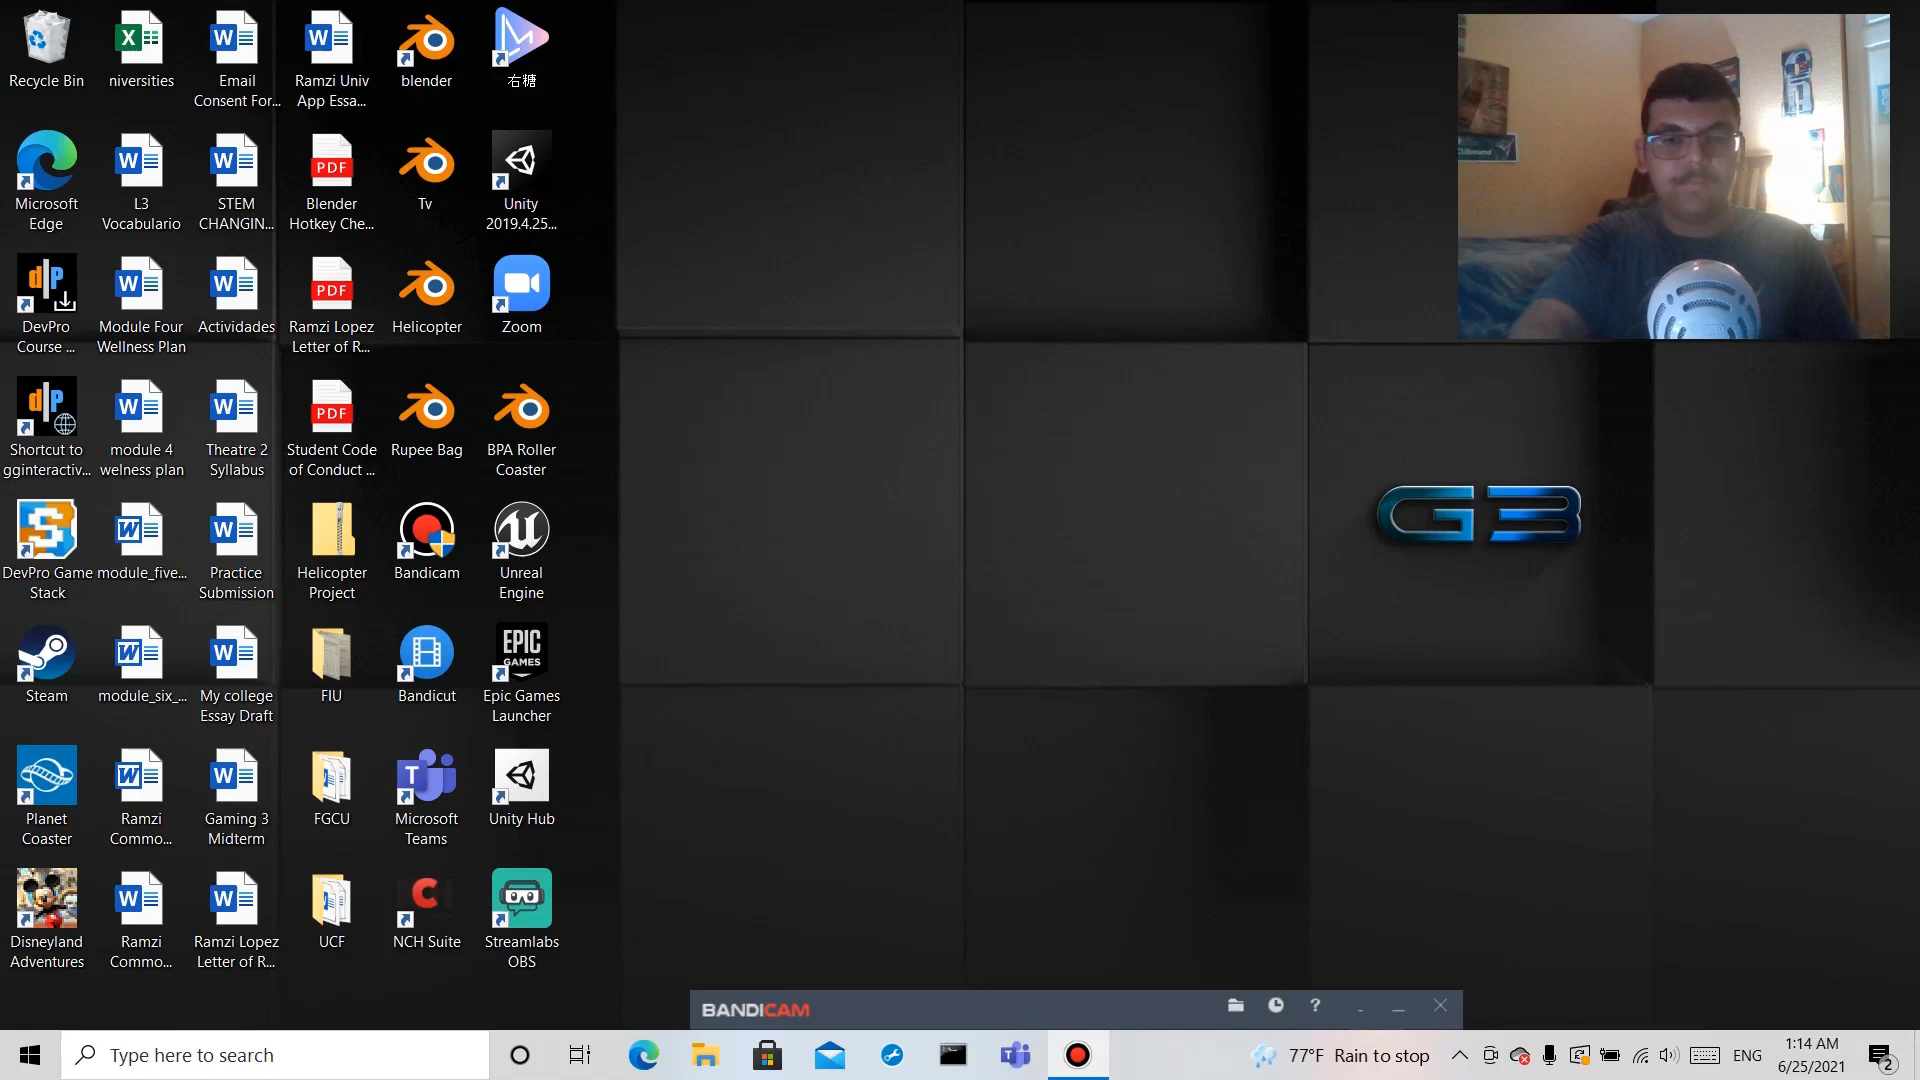 Recycle Bin
niversities
Email
Consent For...
Ramzi Univ
App Essa...
blender
右糖
Microsoft
Edge
L3
Vocabulario
STEM
CHANGIN...
PDF
Blender
Hotkey Che...
Tv
Unity
2019.4.25...
DevPro
Course ...
Module Four
Wellness Plan
Actividades
PDF
Ramzi Lopez
Letter of R...
Helicopter
Zoom
Shortcut to
gginteractiv...
module 4
welness plan
Theatre 2
Syllabus
PDF
Student Code
of Conduct ...
Rupee Bag
BPA Roller
Coaster
G3
DevPro Game
Stack
module_five...
Practice
Submission
Helicopter
Project
Bandicam
Unreal
Engine
Steam
module_six_...
My college
Essay Draft
FIU
Bandicut
EPIC
GAMES
Epic Games
Launcher
Planet
Coaster
Ramzi
Commo...
Gaming 3
Midterm
FGCU
Microsoft
Teams
Unity Hub
Disneyland
Adventures
Ramzi
Commo...
Ramzi Lopez
Letter of R...
UCF
NCH Suite
Streamlabs
OBS
BANDICAM
Type here to search
77°F Rain to stop
ENG
1:14 AM
6/25/2021
2